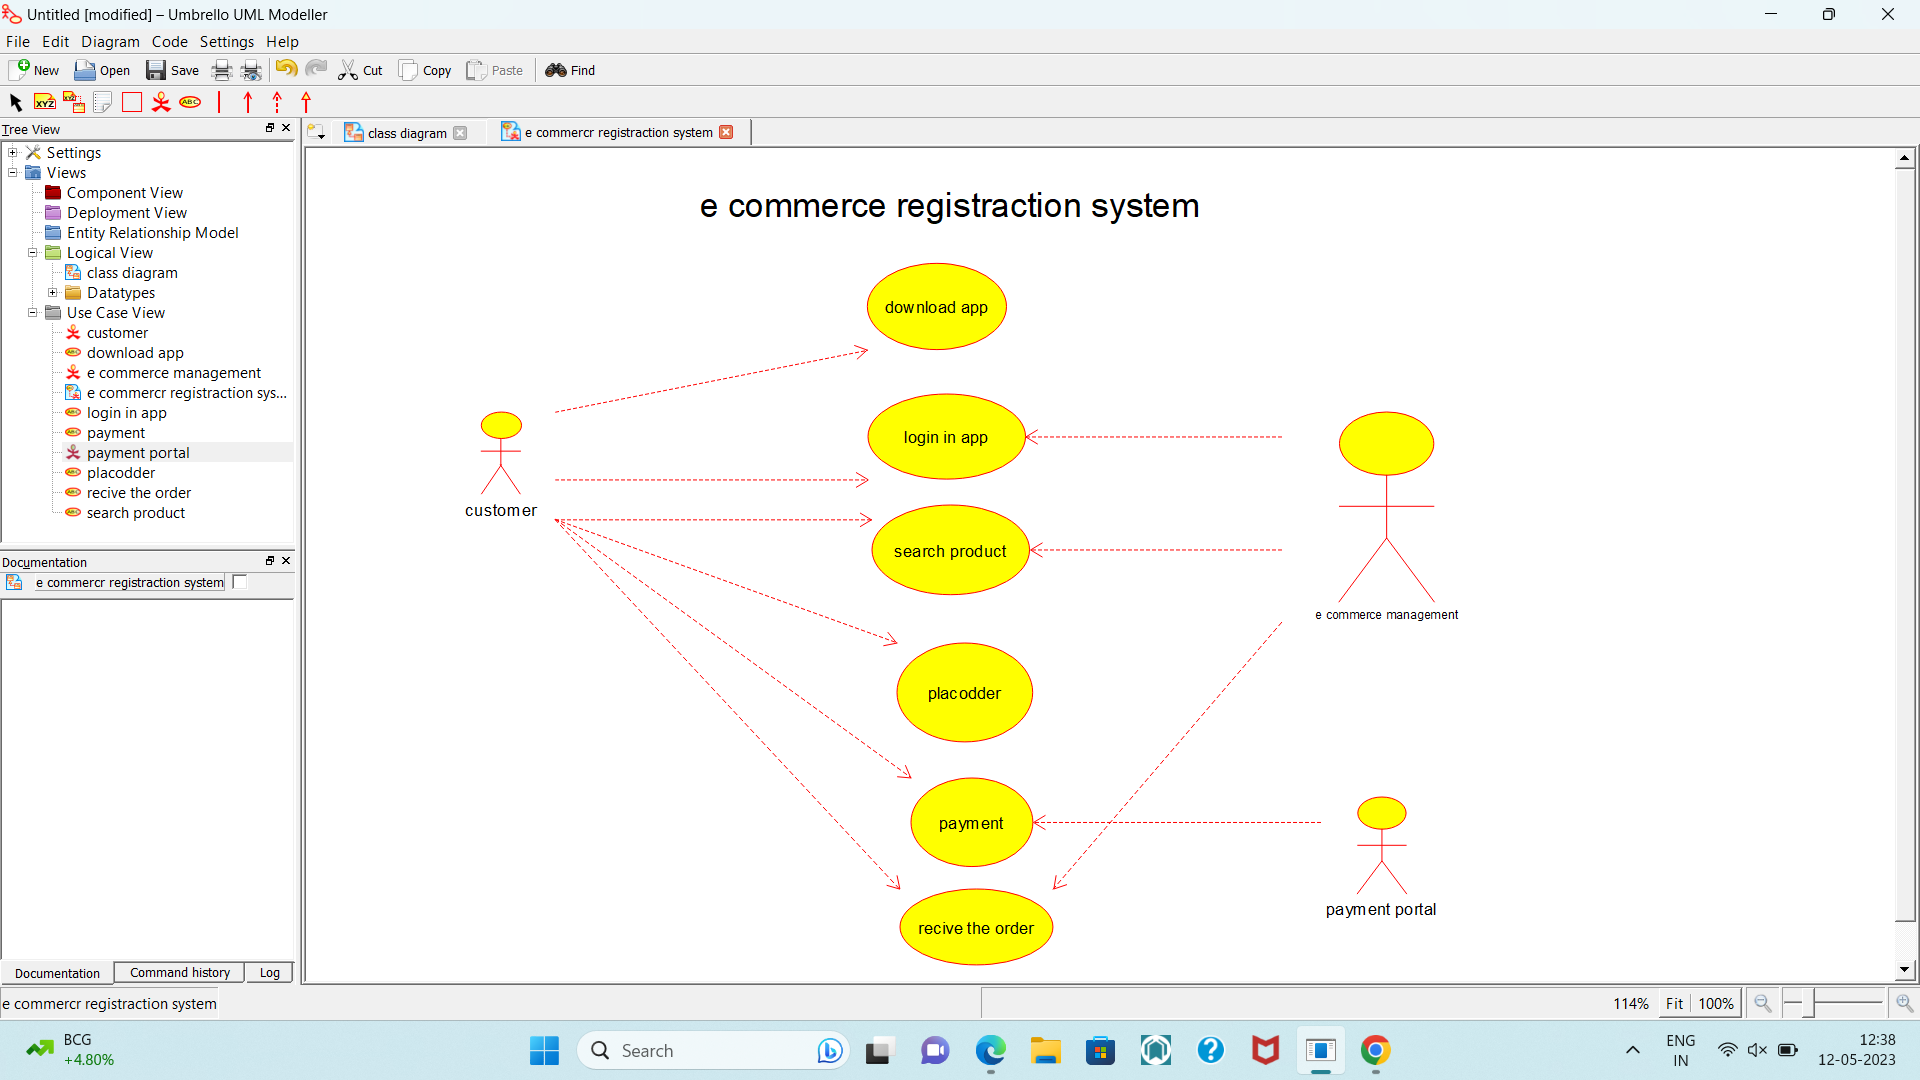 Untitled [modified] – Umbrello UML Modeller
File Edit Diagram Code Settings Help
New Open Save Cut Copy Paste Find
XYZ XYZ ABC
Tree View
class diagram e commercr registraction system
Settings
Views
Component View
Deployment View
Entity Relationship Model
Logical View
class diagram
Datatypes
Use Case View
customer
download app
e commerce management
e commercr registraction sys...
login in app
payment
payment portal
placodder
recive the order
search product
Documentation
e commercr registraction system
Documentation Command history Log
e commerce registraction system
download app
login in app
customer
search product
e commerce management
placodder
payment
payment portal
recive the order
e commercr registraction system
114% Fit 100%
BCG
+4.80%
Search
ENG
IN
12:38
12-05-2023